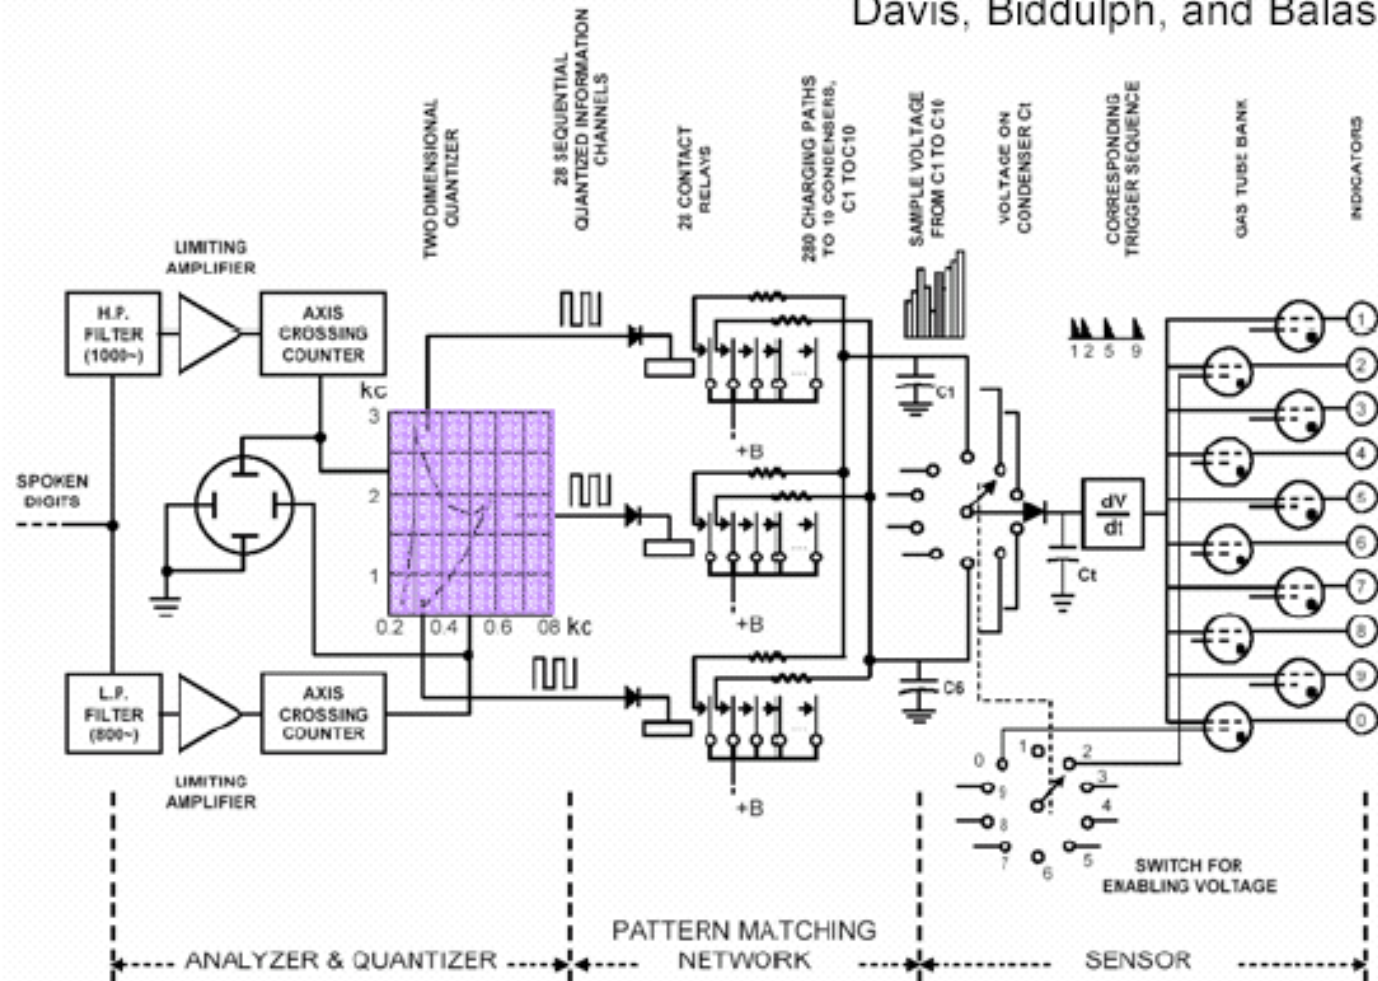 Davis, Biddulph, and Balas
TWO DIMENSIONAL
QUANTIZER
28 SEQUENTIAL
QUANTIZED INFORMATION
CHANNELS
28 CONTACT
RELAYS
280 CHARGING PATHS
TO 10 CONDENSERS,
C1 TO C10
SAMPLE VOLTAGE
FROM C1 TO C10
VOLTAGE ON
CONDENSER Ct
CORRESPONDING
TRIGGER SEQUENCE
GAS TUBE BANK
INDICATORS
LIMITING
AMPLIFIER
H.P.
FILTER
(1000~)
AXIS
CROSSING
COUNTER
kc
3
2
1
0.2 0.4 0.6 08 kc
SPOKEN
DIGITS
L.P.
FILTER
(800~)
AXIS
CROSSING
COUNTER
LIMITING
AMPLIFIER
+B
+B
+B
C1
C6
1 2 5 9
dV
dt
Ct
1
2
3
4
5
6
7
8
9
0
0
1
2
3
4
5
6
7
8
9
SWITCH FOR
ENABLING VOLTAGE
ANALYZER & QUANTIZER
PATTERN MATCHING
NETWORK
SENSOR